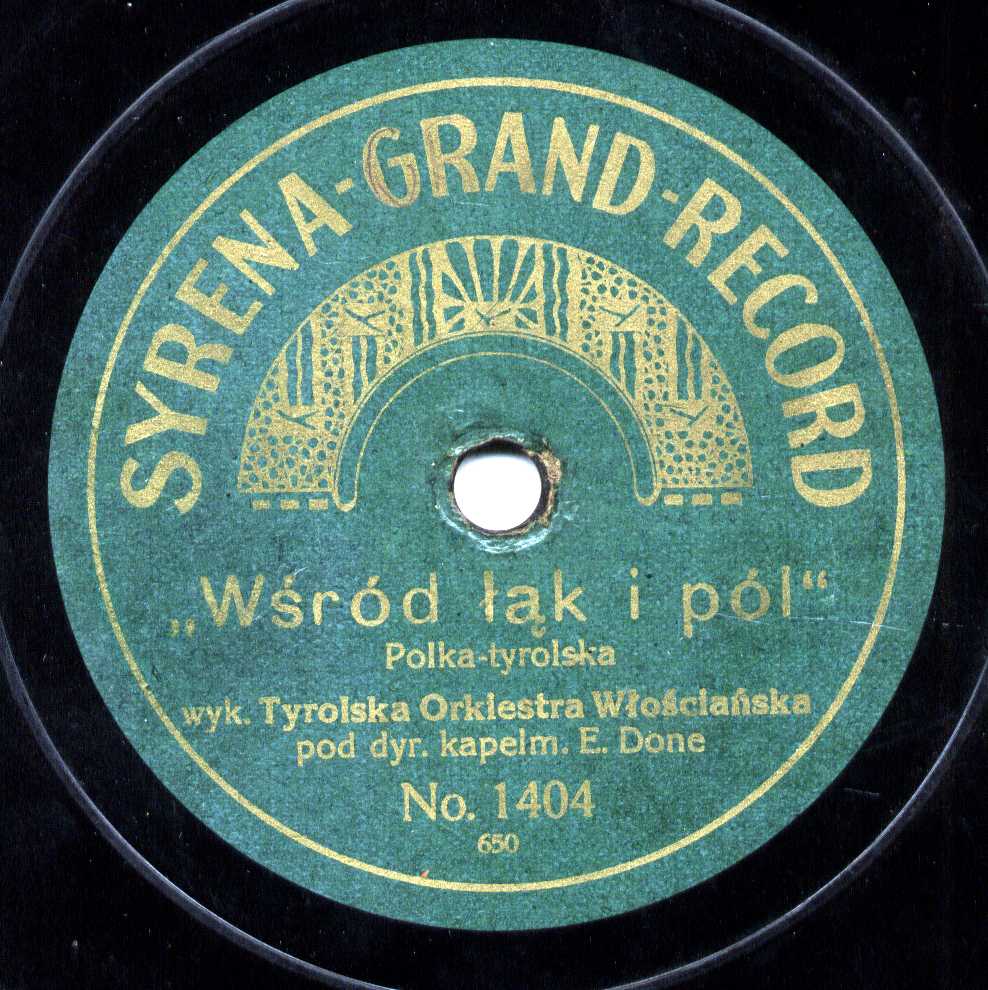 SYRENA-GRAND-RECORD
„Wśród łąk i pól“
Polka-tyrolska
wyk. Tyrolska Orkiestra Włościańska
pod dyr. kapelm. E. Done
No. 1404
650